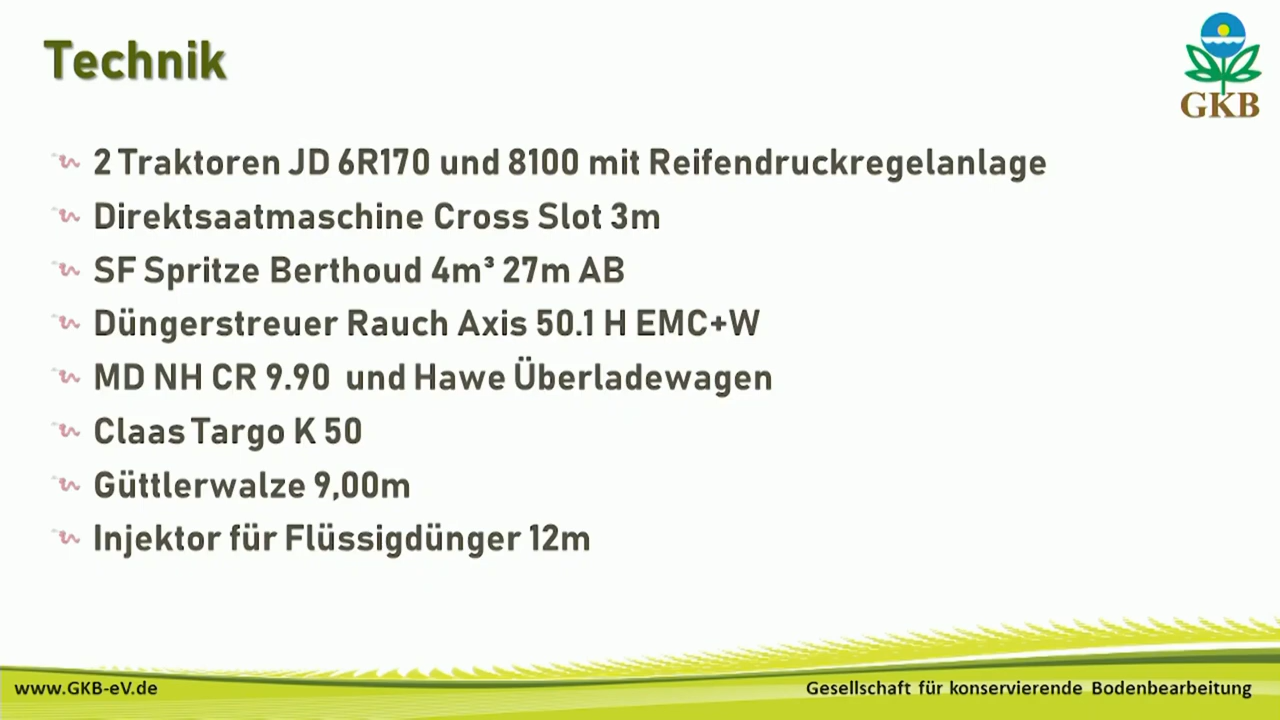 Technik
GKB
2 Traktoren JD 6R170 und 8100 mit Reifendruckregelanlage
Direktsaatmaschine Cross Slot 3m
SF Spritze Berthoud 4m³ 27m AB
Düngerstreuer Rauch Axis 50.1 H EMC+W
MD NH CR 9.90 und Hawe Überladewagen
Claas Targo K 50
Güttlerwalze 9,00m
Injektor für Flüssigdünger 12m
www.GKB-eV.de
Gesellschaft für konservierende Bodenbearbeitung